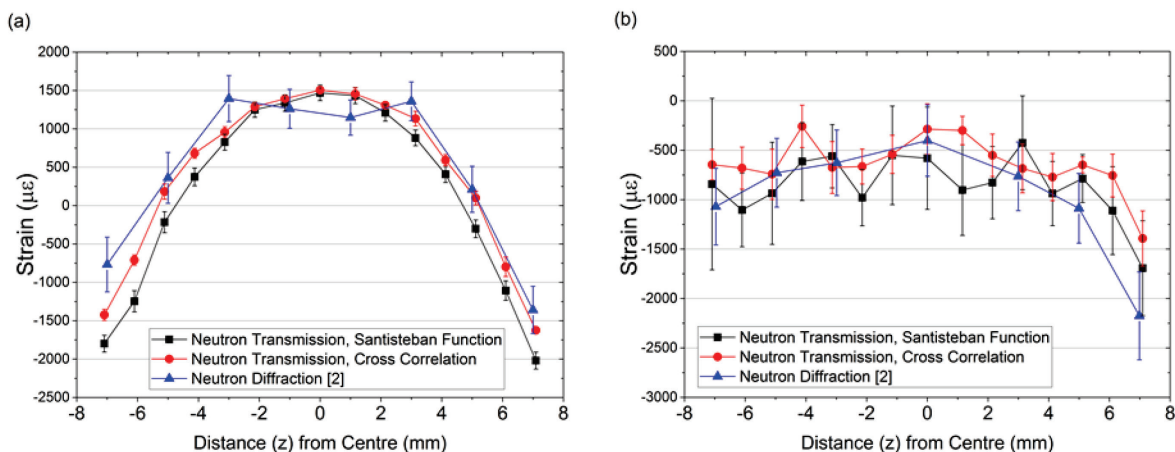 (a)
2000
1500
1000
500
0
-500
-1000
-1500
-2000
-2500
Strain (με)
Neutron Transmission, Santisteban Function
Neutron Transmission, Cross Correlation
Neutron Diffraction [2]
-8 -6 -4 -2 0 2 4 6 8
Distance (z) from Centre (mm)
(b)
500
0
-500
-1000
-1500
-2000
-2500
-3000
Strain (με)
Neutron Transmission, Santisteban Function
Neutron Transmission, Cross Correlation
Neutron Diffraction [2]
-8 -6 -4 -2 0 2 4 6 8
Distance (z) from Centre (mm)